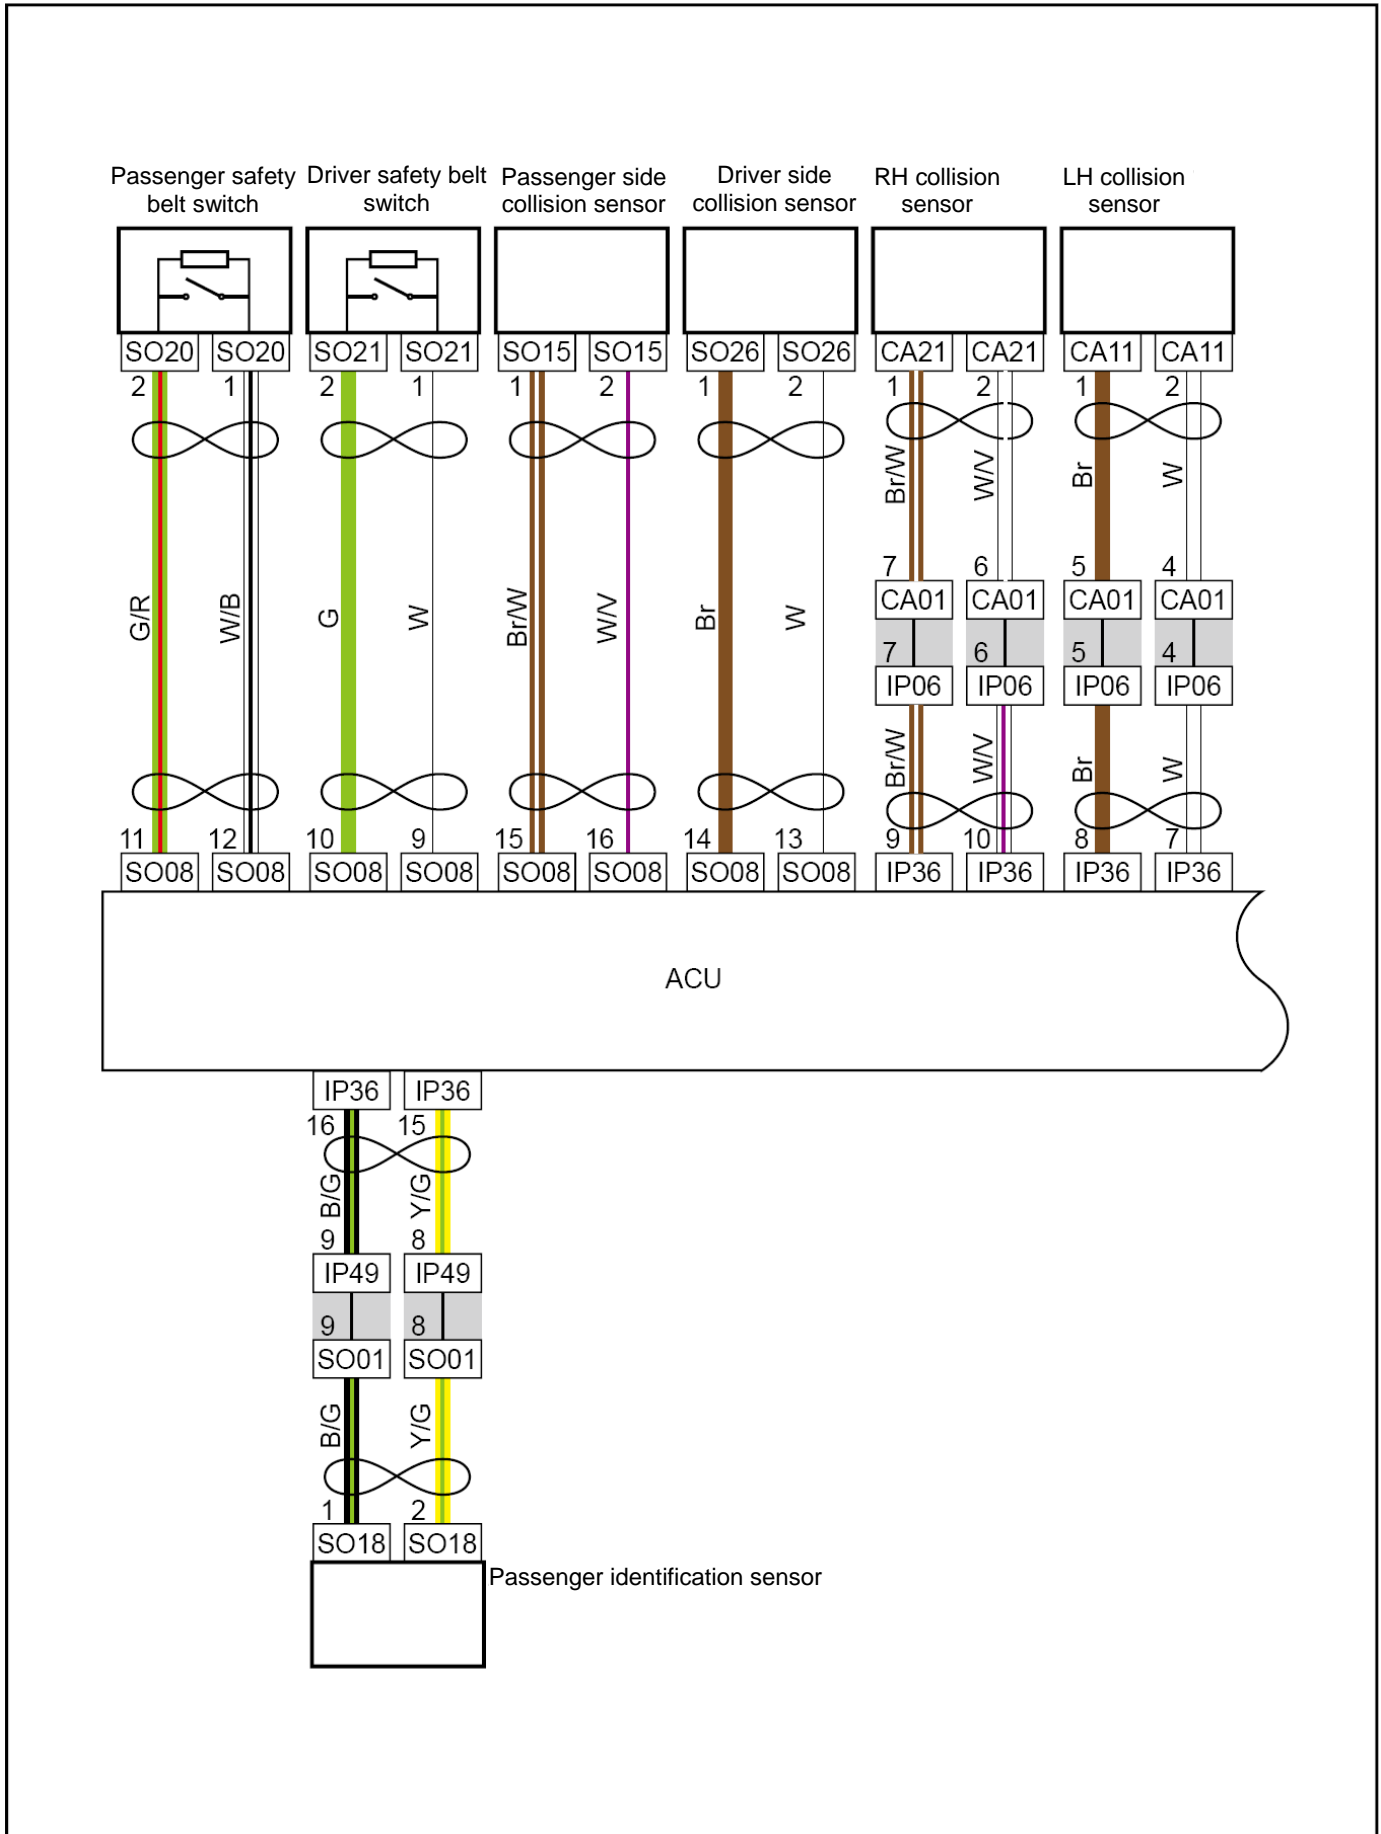 Passenger safety belt switch
Driver safety belt switch
Passenger side collision sensor
Driver side collision sensor
RH collision sensor
LH collision sensor
SO20 SO20 SO21 SO21 SO15 SO15 SO26 SO26 CA21 CA21 CA11 CA11
2 1 2 1 1 2 1 2 1 2 1 2
Br/W W/V Br W
7 6 5 4
CA01 CA01 CA01 CA01
G/R W/B G W Br/W W/V Br W
7 6 5 4
IP06 IP06 IP06 IP06
Br/W W/V Br W
11 12 10 9 15 16 14 13 9 10 8 7
SO08 SO08 SO08 SO08 SO08 SO08 SO08 SO08 IP36 IP36 IP36 IP36
ACU
IP36 IP36
16 15
B/G Y/G
9 8
IP49 IP49
9 8
SO01 SO01
B/G Y/G
1 2
SO18 SO18
Passenger identification sensor